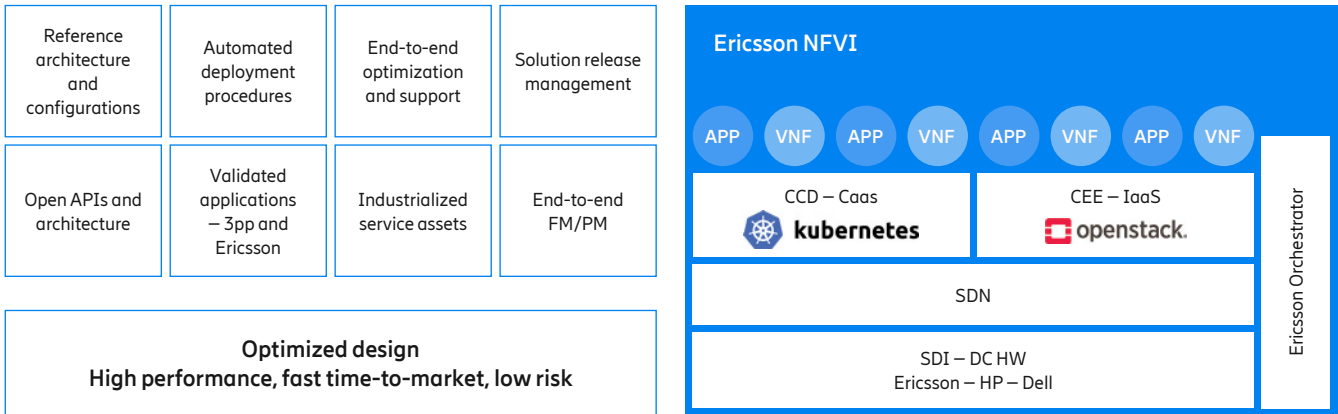 Reference
architecture
and
configurations
Automated
deployment
procedures
End-to-end
optimization
and support
Solution release
management
Open APIs and
architecture
Validated
applications
– 3pp and
Ericsson
Industrialized
service assets
End-to-end
FM/PM
Optimized design
High performance, fast time-to-market, low risk
Ericsson NFVI
APP VNF APP VNF APP VNF APP VNF
CCD – Caas
kubernetes
CEE – IaaS
openstack.
SDN
SDI – DC HW
Ericsson – HP – Dell
Ericsson Orchestrator